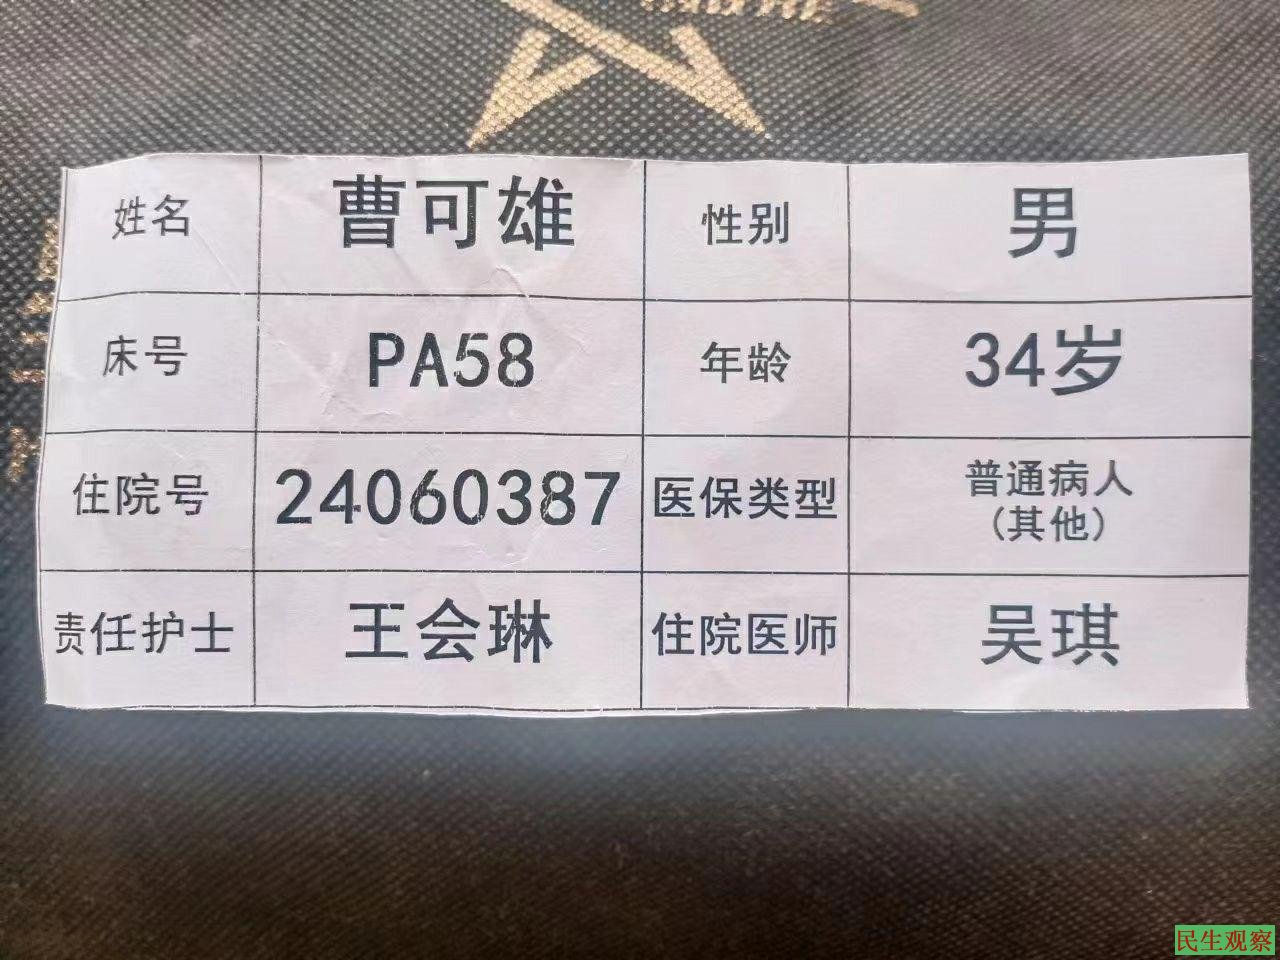 姓名 曹可雄 性别 男
床号 PA58 年龄 34岁
住院号 24060387 医保类型 普通病人
(其他)
责任护士 王会琳 住院医师 吴琪
民生观察